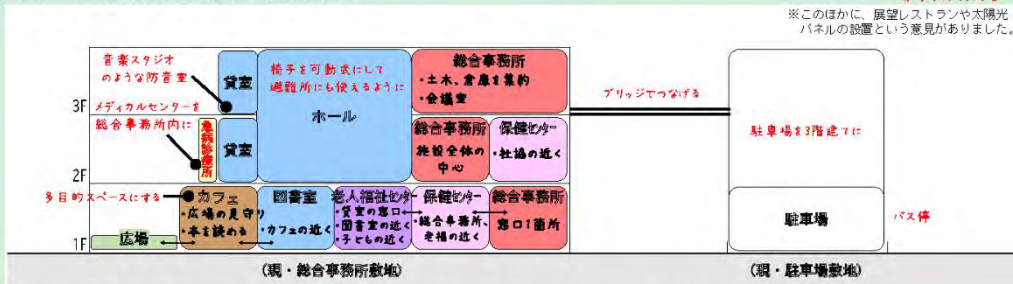 ※このほかに、展望レストランや太陽光
パネルの設置という意見がありました。
音楽スタジオ
のような防音室
貸室
椅子を可動式にして
避難所にも使えるように
ホール
総合事務所
・土木、倉庫を集約
・会議室
3F
メディカルセンターを
総合事務所内に
急病診療所
貸室
総合事務所
施設全体の
中心
保健センター
・社協の近く
ブリッジでつなげる
駐車場を3階建てに
2F
多目的スペースにする
カフェ
・広場の見守り
・本を読める
図書室
・カフェの近く
老人福祉センター
・貸室の窓口
・図書室の近く
・子どもの近く
保健センター
・総合事務所、
老福の近く
総合事務所
窓口1箇所
駐車場
バス停
1F
広場
(現・総合事務所敷地)
(現・駐車場敷地)